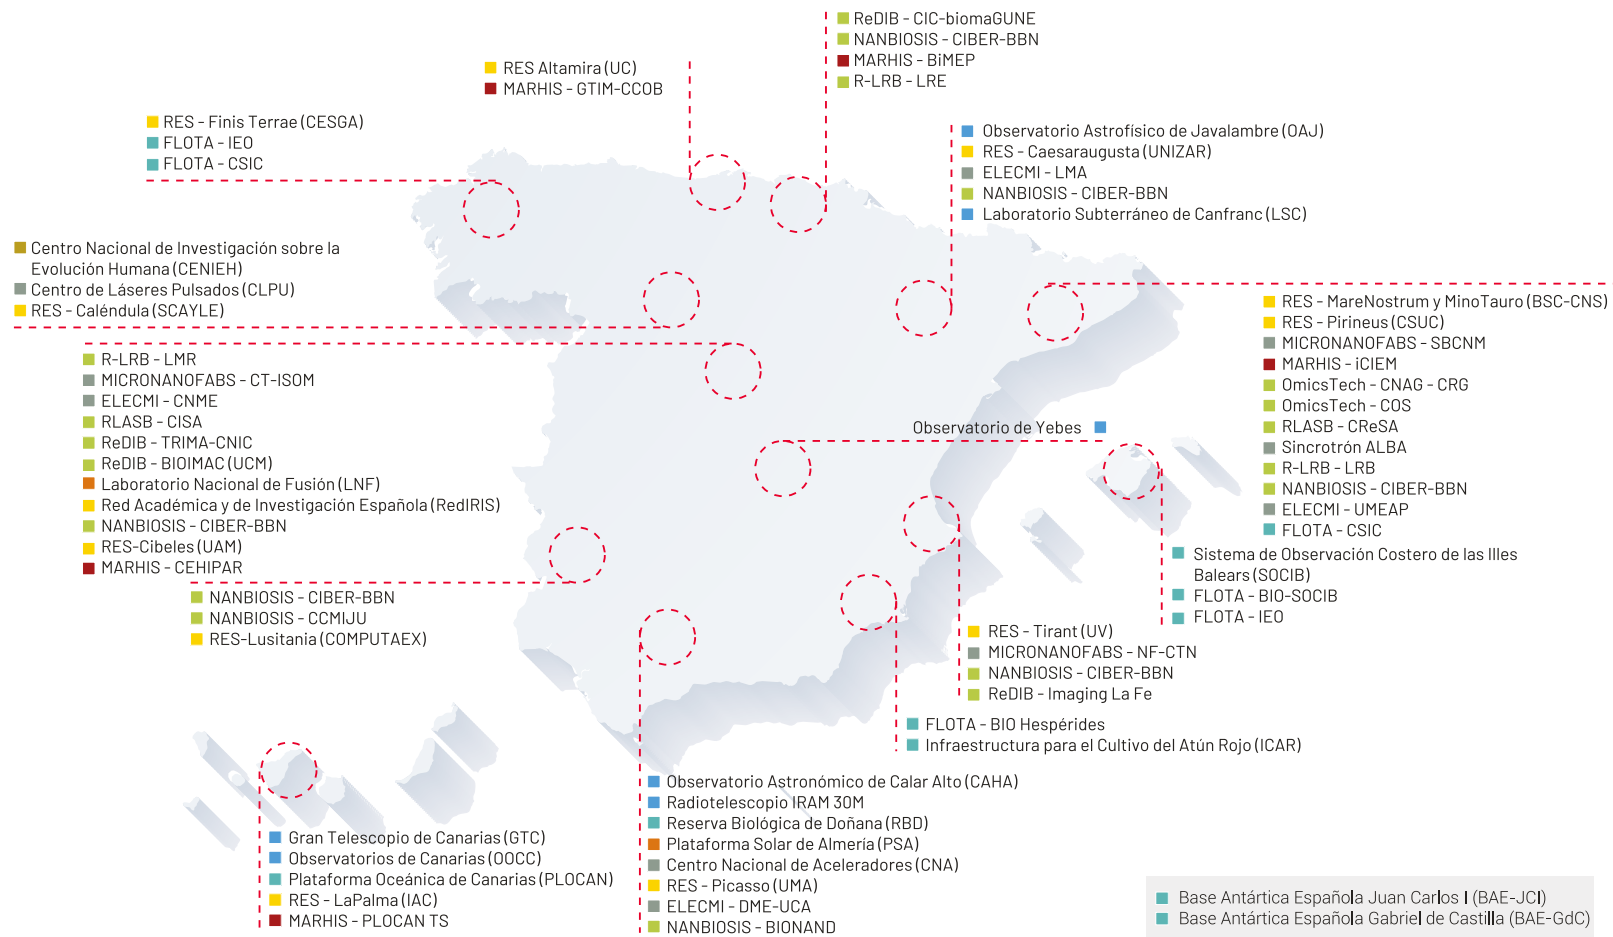 ReDIB - CIC-biomaGUNE
NANBIOSIS - CIBER-BBN
MARHIS - BiMEP
R-LRB - LRE
RES Altamira (UC)
MARHIS - GTIM-CCOB
RES - Finis Terrae (CESGA)
FLOTA - IEO
FLOTA - CSIC
Observatorio Astrofísico de Javalambre (OAJ)
RES - Caesaraugusta (UNIZAR)
ELECMI - LMA
NANBIOSIS - CIBER-BBN
Laboratorio Subterráneo de Canfranc (LSC)
Centro Nacional de Investigación sobre la
Evolución Humana (CENIEH)
Centro de Láseres Pulsados (CLPU)
RES - Caléndula (SCAYLE)
RES - MareNostrum y MinoTauro (BSC-CNS)
RES - Pirineus (CSUC)
MICRONANOFABS - SBCNM
MARHIS - iCIEM
OmicsTech - CNAG - CRG
OmicsTech - COS
RLASB - CReSA
Sincrotrón ALBA
R-LRB - LRB
NANBIOSIS - CIBER-BBN
ELECMI - UMEAP
FLOTA - CSIC
R-LRB - LMR
MICRONANOFABS - CT-ISOM
ELECMI - CNME
RLASB - CISA
ReDIB - TRIMA-CNIC
ReDIB - BIOIMAC (UCM)
Laboratorio Nacional de Fusión (LNF)
Red Académica y de Investigación Española (RedIRIS)
NANBIOSIS - CIBER-BBN
RES-Cibeles (UAM)
MARHIS - CEHIPAR
Observatorio de Yebes
Sistema de Observación Costero de las Illes
Balears (SOCIB)
FLOTA - BIO-SOCIB
FLOTA - IEO
NANBIOSIS - CIBER-BBN
NANBIOSIS - CCMIJU
RES-Lusitania (COMPUTAEX)
RES - Tirant (UV)
MICRONANOFABS - NF-CTN
NANBIOSIS - CIBER-BBN
ReDIB - Imaging La Fe
FLOTA - BIO Hespérides
Infraestructura para el Cultivo del Atún Rojo (ICAR)
Observatorio Astronómico de Calar Alto (CAHA)
Radiotelescopio IRAM 30M
Reserva Biológica de Doñana (RBD)
Plataforma Solar de Almería (PSA)
Centro Nacional de Aceleradores (CNA)
RES - Picasso (UMA)
ELECMI - DME-UCA
NANBIOSIS - BIONAND
Gran Telescopio de Canarias (GTC)
Observatorios de Canarias (OOCC)
Plataforma Oceánica de Canarias (PLOCAN)
RES - LaPalma (IAC)
MARHIS - PLOCAN TS
Base Antártica Española Juan Carlos I (BAE-JCI)
Base Antártica Española Gabriel de Castilla (BAE-GdC)